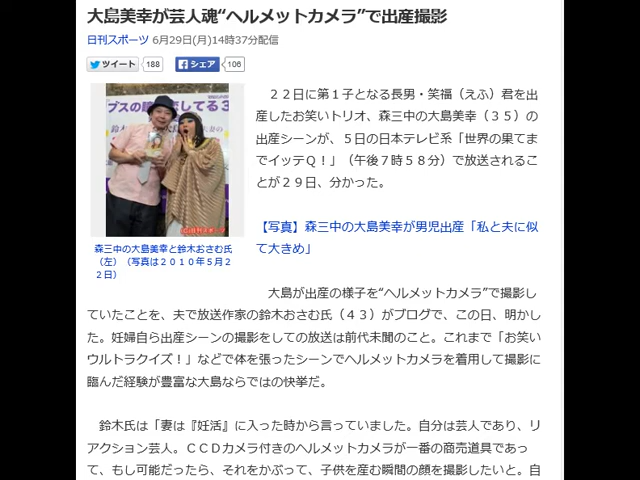 大島美幸が芸人魂“ヘルメットカメラ”で出産撮影
日刊スポーツ 6月29日(月)14時37分配信
ツイート 188 シェア 106
２２日に第１子となる長男・笑福（えふ）君を出
産したお笑いトリオ、森三中の大島美幸（３５）の
出産シーンが、５日の日本テレビ系「世界の果てま
でイッテＱ！」（午後７時５８分）で放送されるこ
とが２９日、分かった。
【写真】森三中の大島美幸が男児出産「私と夫に似
て大きめ」
森三中の大島美幸と鈴木おさむ氏
（左）（写真は２０１０年５月２
２日）
大島が出産の様子を“ヘルメットカメラ”で撮影し
ていたことを、夫で放送作家の鈴木おさむ氏（４３）がブログで、この日、明かし
た。妊婦自ら出産シーンの撮影をしての放送は前代未聞のこと。これまで「お笑い
ウルトラクイズ！」などで体を張ったシーンでヘルメットカメラを着用して撮影に
臨んだ経験が豊富な大島ならではの快挙だ。
鈴木氏は「妻は『妊活』に入った時から言っていました。自分は芸人であり、リ
アクション芸人。ＣＣＤカメラ付きのヘルメットカメラが一番の商売道具であっ
て、もし可能だったら、それをかぶって、子供を産む瞬間の顔を撮影したいと。自